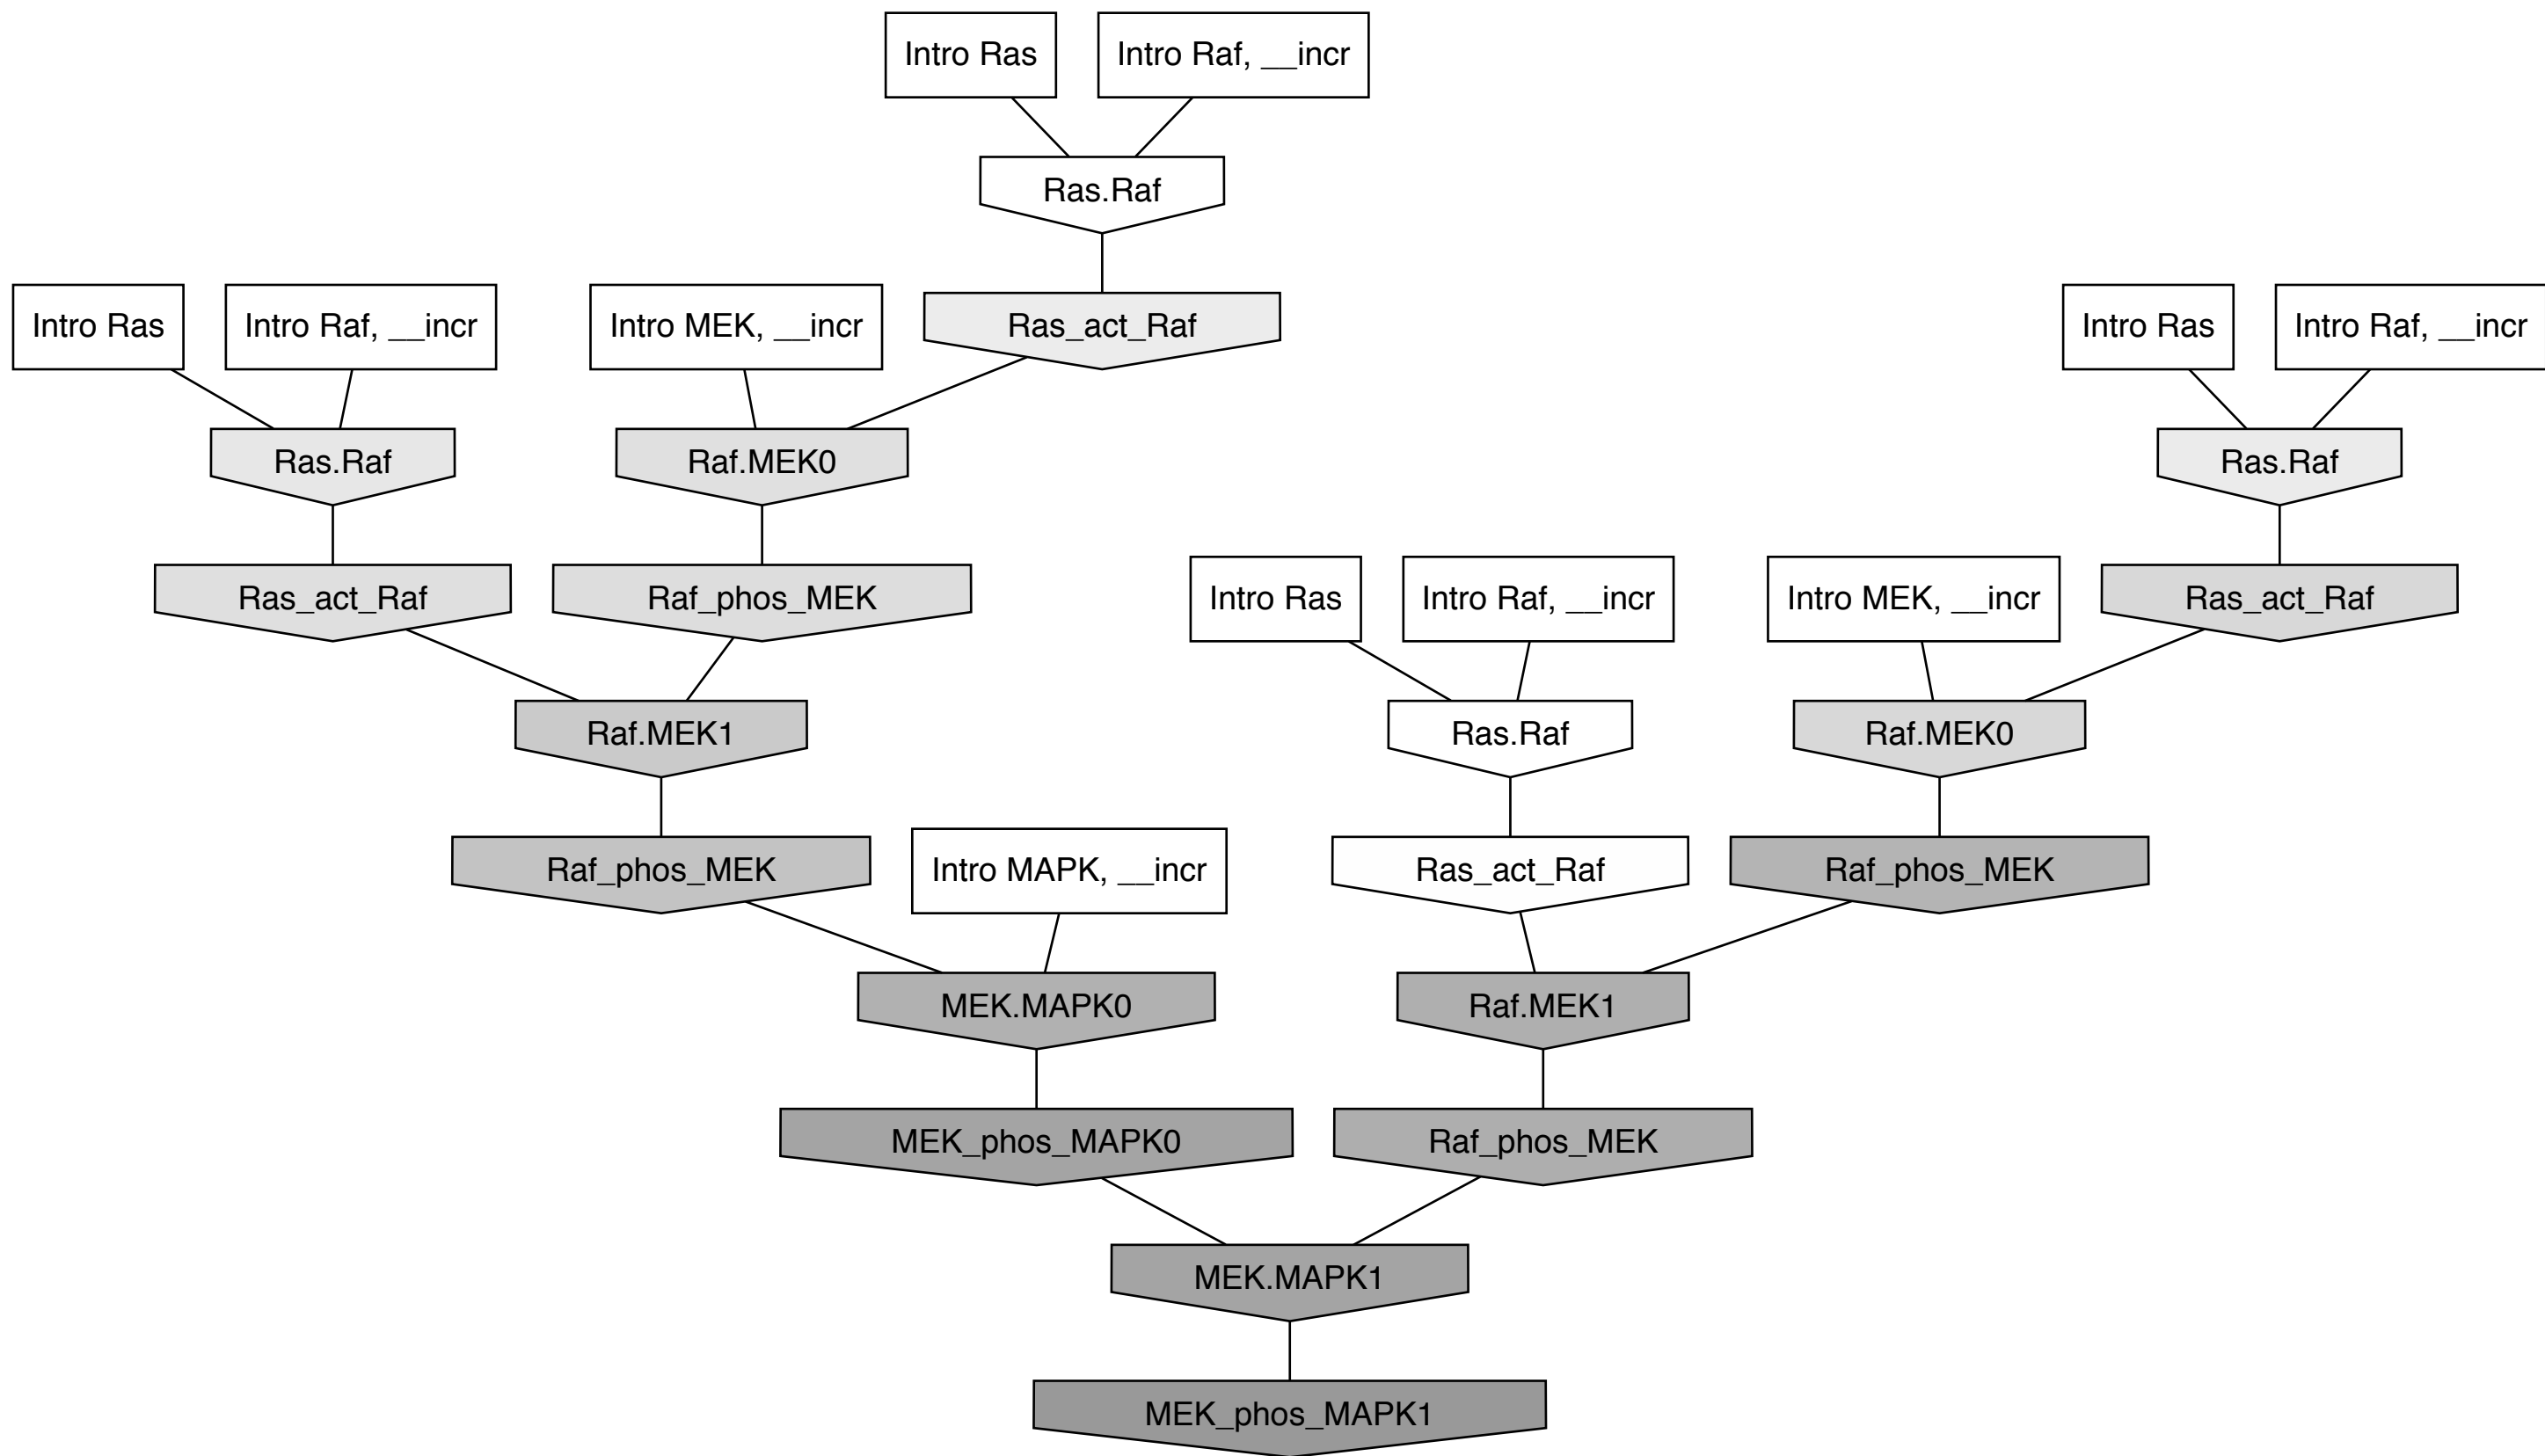 Intro Ras
Intro Raf, __incr
Ras.Raf
Intro Ras
Intro Raf, __incr
Intro MEK, __incr
Ras_act_Raf
Intro Ras
Intro Raf, __incr
Ras.Raf
Raf.MEK0
Ras.Raf
Ras_act_Raf
Raf_phos_MEK
Intro Ras
Intro Raf, __incr
Intro MEK, __incr
Ras_act_Raf
Raf.MEK1
Ras.Raf
Raf.MEK0
Raf_phos_MEK
Intro MAPK, __incr
Ras_act_Raf
Raf_phos_MEK
MEK.MAPK0
Raf.MEK1
MEK_phos_MAPK0
Raf_phos_MEK
MEK.MAPK1
MEK_phos_MAPK1